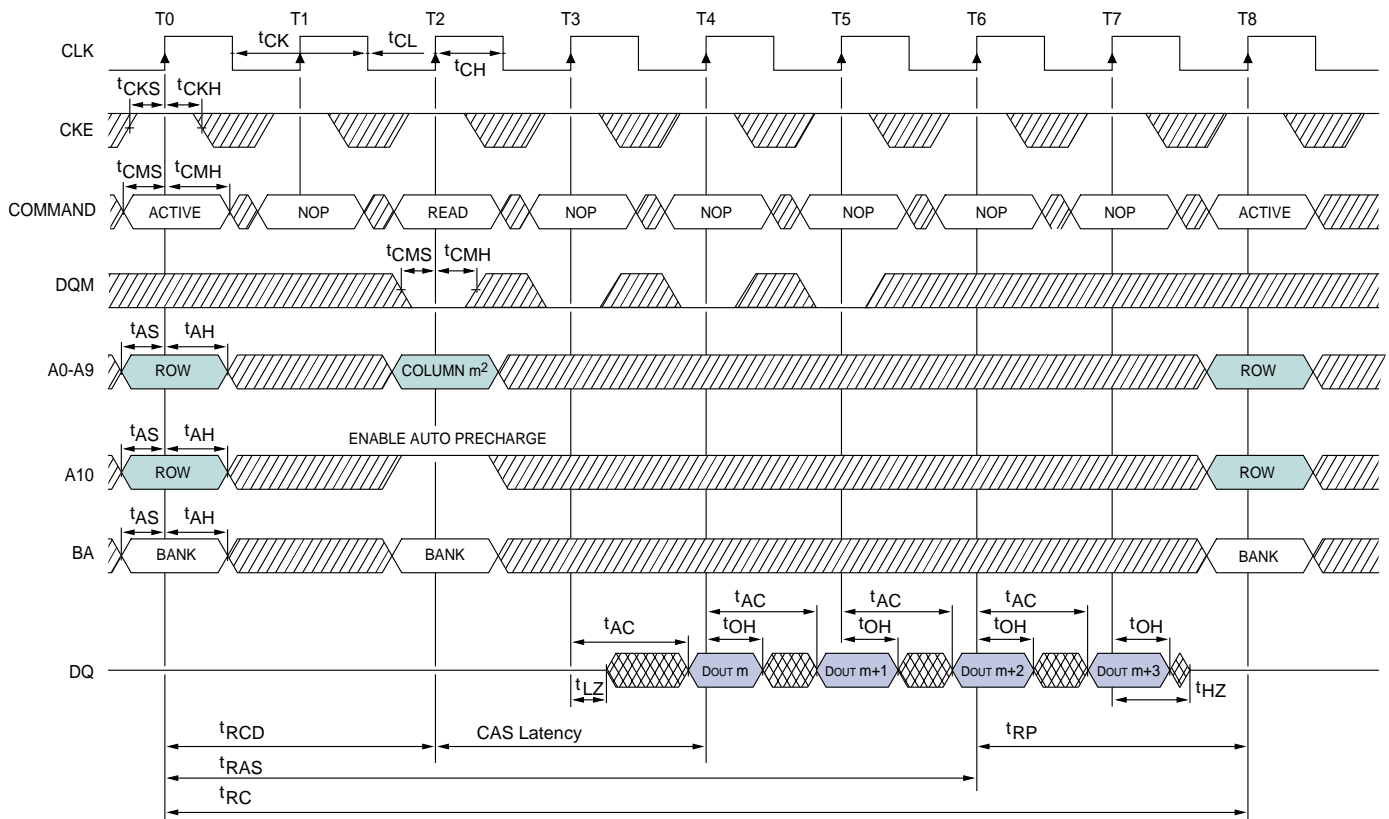 T0 T1 T2 T3 T4 T5 T6 T7 T8
CLK tCK tCL
tCH
tCKS tCKH
CKE
tCMS tCMH
COMMAND ACTIVE NOP READ NOP NOP NOP NOP NOP ACTIVE
tCMS tCMH
DQM
tAS tAH
A0-A9 ROW COLUMN m2 ROW
tAS tAH ENABLE AUTO PRECHARGE
A10 ROW ROW
tAS tAH
BA BANK BANK BANK
tAC tAC tAC
tAC tOH tOH tOH tOH
DQ DOUT m DOUT m+1 DOUT m+2 DOUT m+3
tLZ tHZ
tRCD CAS Latency tRP
tRAS
tRC